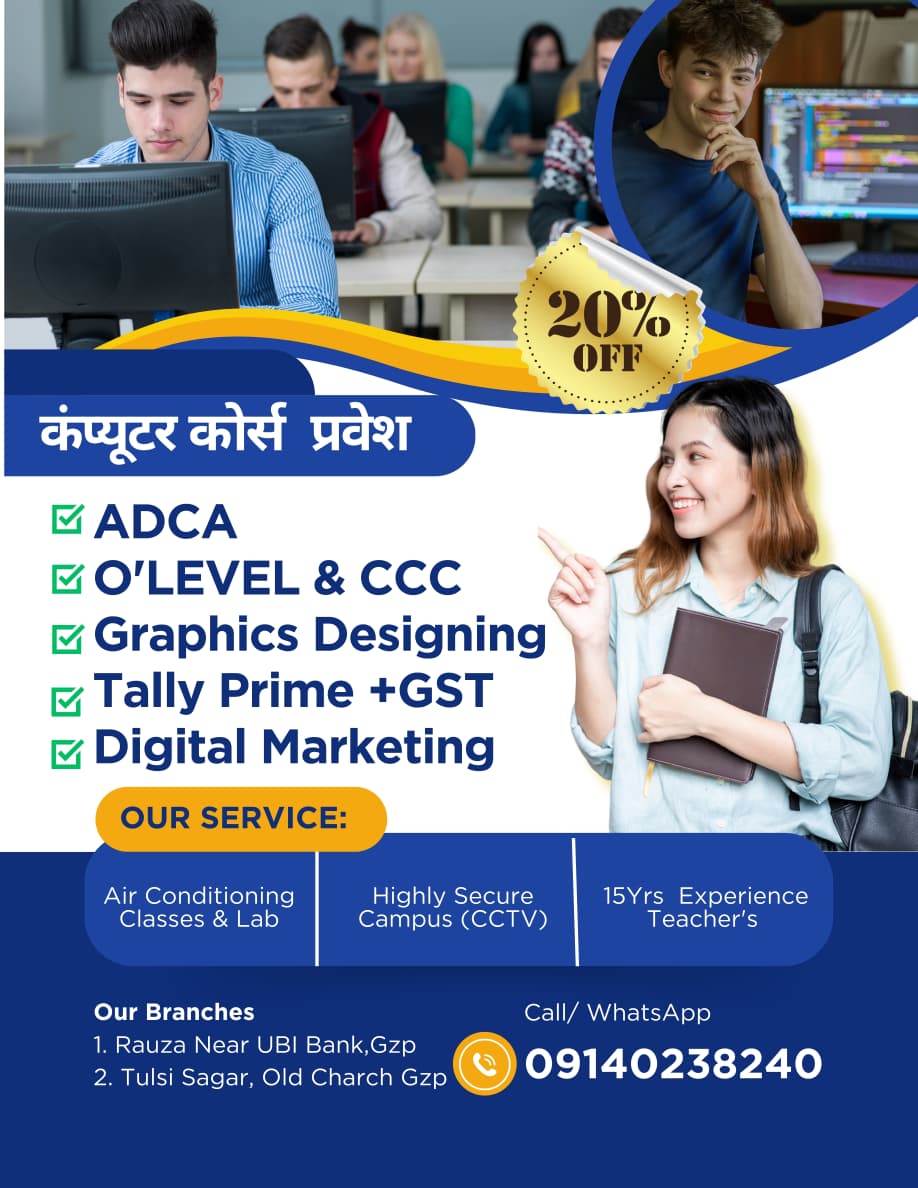 20%
OFF
कंप्यूटर कोर्स प्रवेश
ADCA
O'LEVEL & CCC
Graphics Designing
Tally Prime +GST
Digital Marketing
OUR SERVICE:
Air Conditioning
Classes & Lab
Highly Secure
Campus (CCTV)
15Yrs Experience
Teacher's
Our Branches
1. Rauza Near UBI Bank,Gzp
2. Tulsi Sagar, Old Charch Gzp
Call/ WhatsApp
09140238240